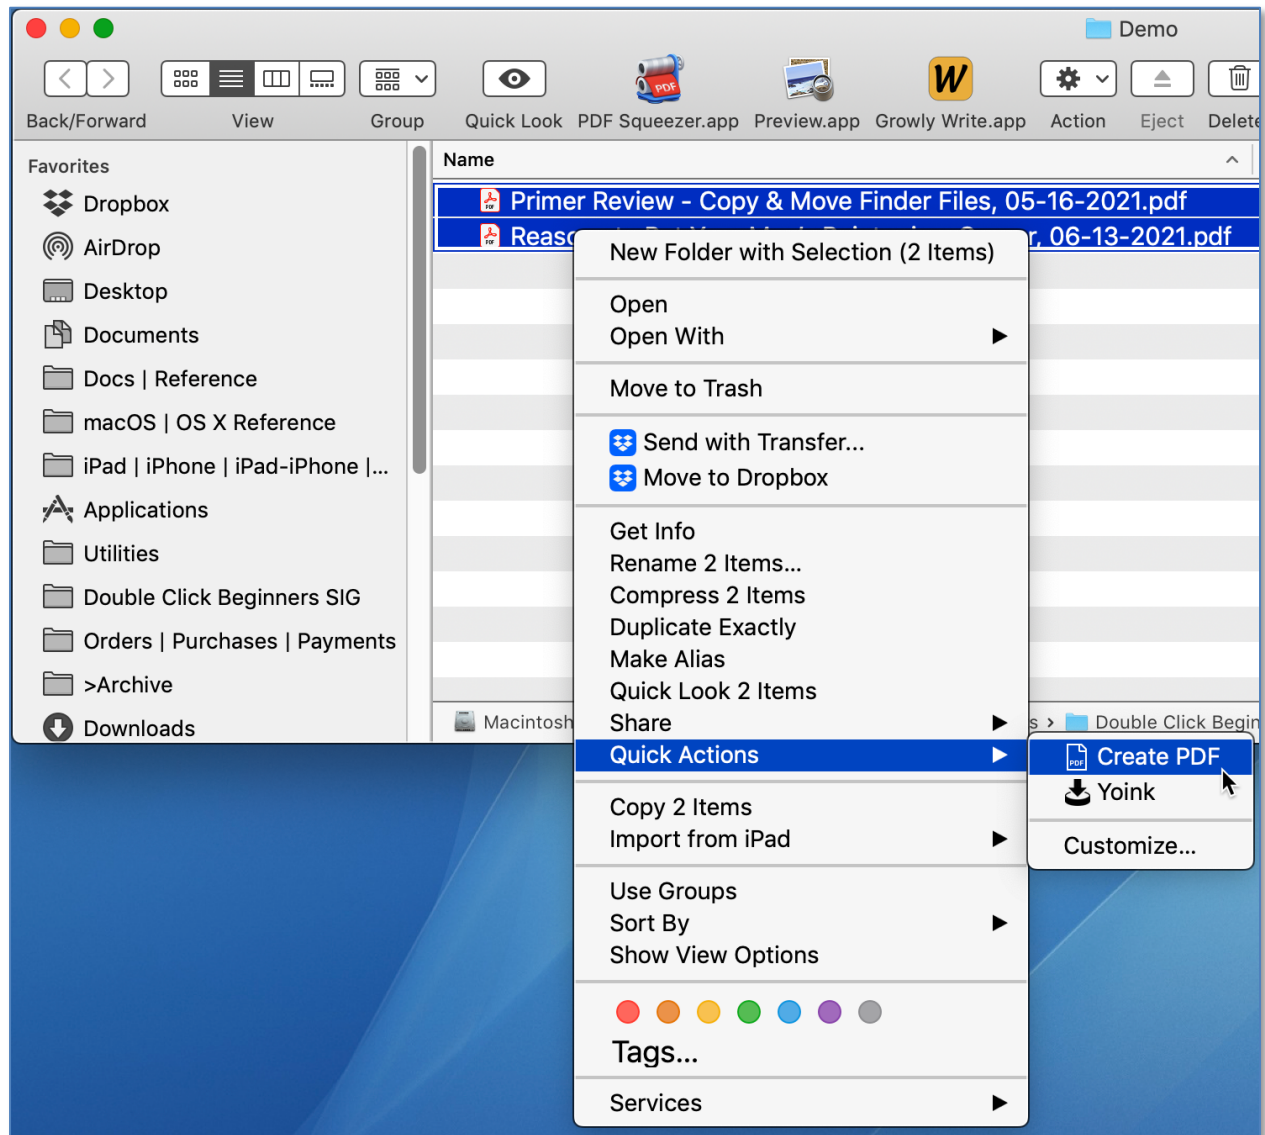 Demo
Back/Forward View Group Quick Look PDF Squeezer.app Preview.app Growly Write.app Action Eject Delete
PDF
W
Favorites
Dropbox
AirDrop
Desktop
Documents
Docs | Reference
macOS | OS X Reference
iPad | iPhone | iPad-iPhone |...
Applications
Utilities
Double Click Beginners SIG
Orders | Purchases | Payments
>Archive
Downloads
Name
Primer Review - Copy & Move Finder Files, 05-16-2021.pdf
r, 06-13-2021.pdf
New Folder with Selection (2 Items)
Open
Open With
Move to Trash
Send with Transfer...
Move to Dropbox
Get Info
Rename 2 Items...
Compress 2 Items
Duplicate Exactly
Make Alias
Quick Look 2 Items
Share
Quick Actions
Copy 2 Items
Import from iPad
Use Groups
Sort By
Show View Options
Tags...
Services
Macintosh
s › Double Click Begin
Create PDF
Yoink
Customize...